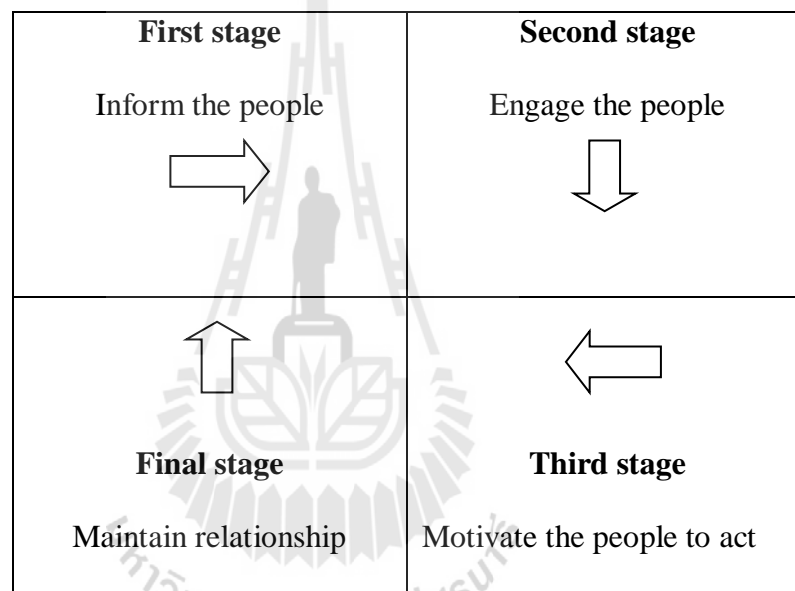 First stage
Inform the people
Second stage
Engage the people
Final stage
Maintain relationship
Third stage
Motivate the people to act